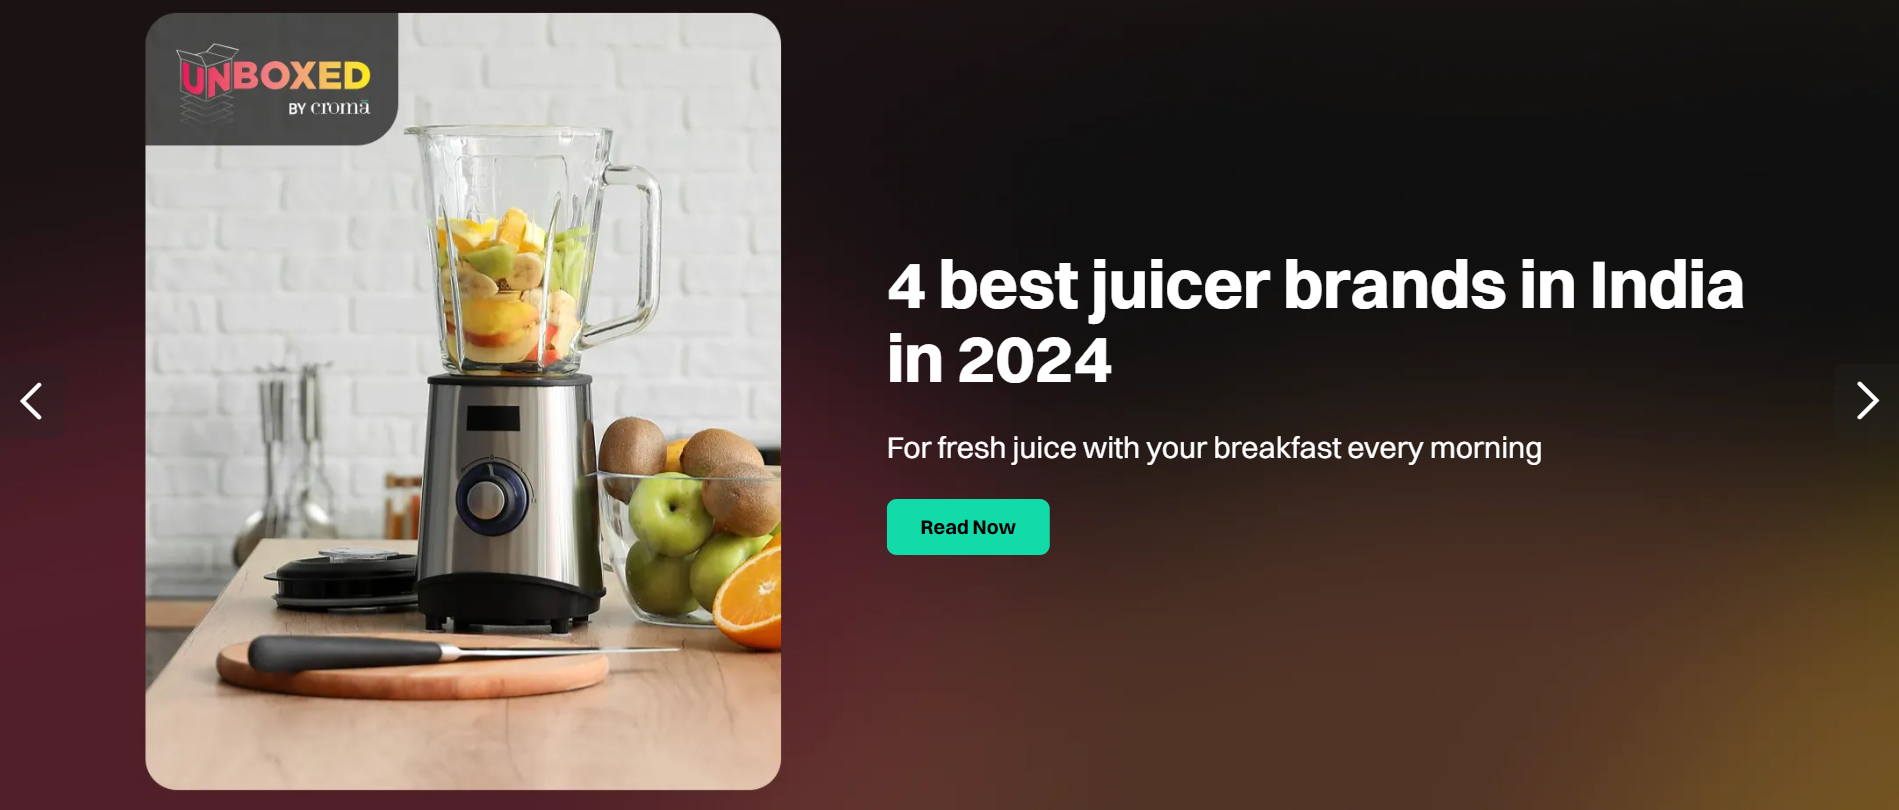 UNBOXED
BY cromā
4 best juicer brands in India
in 2024
For fresh juice with your breakfast every morning
Read Now